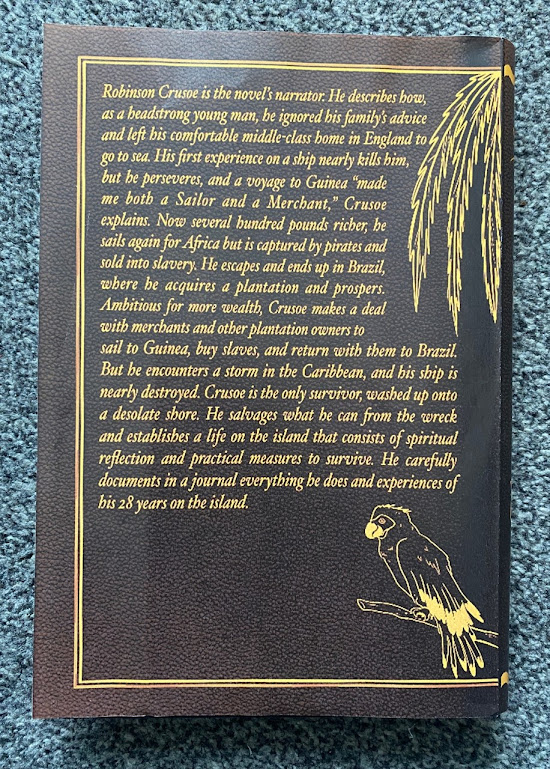 Robinson Crusoe is the novel's narrator. He describes how,
as a headstrong young man, he ignored his family's advice
and left his comfortable middle-class home in England to
go to sea. His first experience on a ship nearly kills him,
but he perseveres, and a voyage to Guinea “made
me both a Sailor and a Merchant,” Crusoe
explains. Now several hundred pounds richer, he
sails again for Africa but is captured by pirates and
sold into slavery. He escapes and ends up in Brazil,
where he acquires a plantation and prospers.
Ambitious for more wealth, Crusoe makes a deal
with merchants and other plantation owners to
sail to Guinea, buy slaves, and return with them to Brazil.
But he encounters a storm in the Caribbean, and his ship is
nearly destroyed. Crusoe is the only survivor, washed up onto
a desolate shore. He salvages what he can from the wreck
and establishes a life on the island that consists of spiritual
reflection and practical measures to survive. He carefully
documents in a journal everything he does and experiences of
his 28 years on the island.